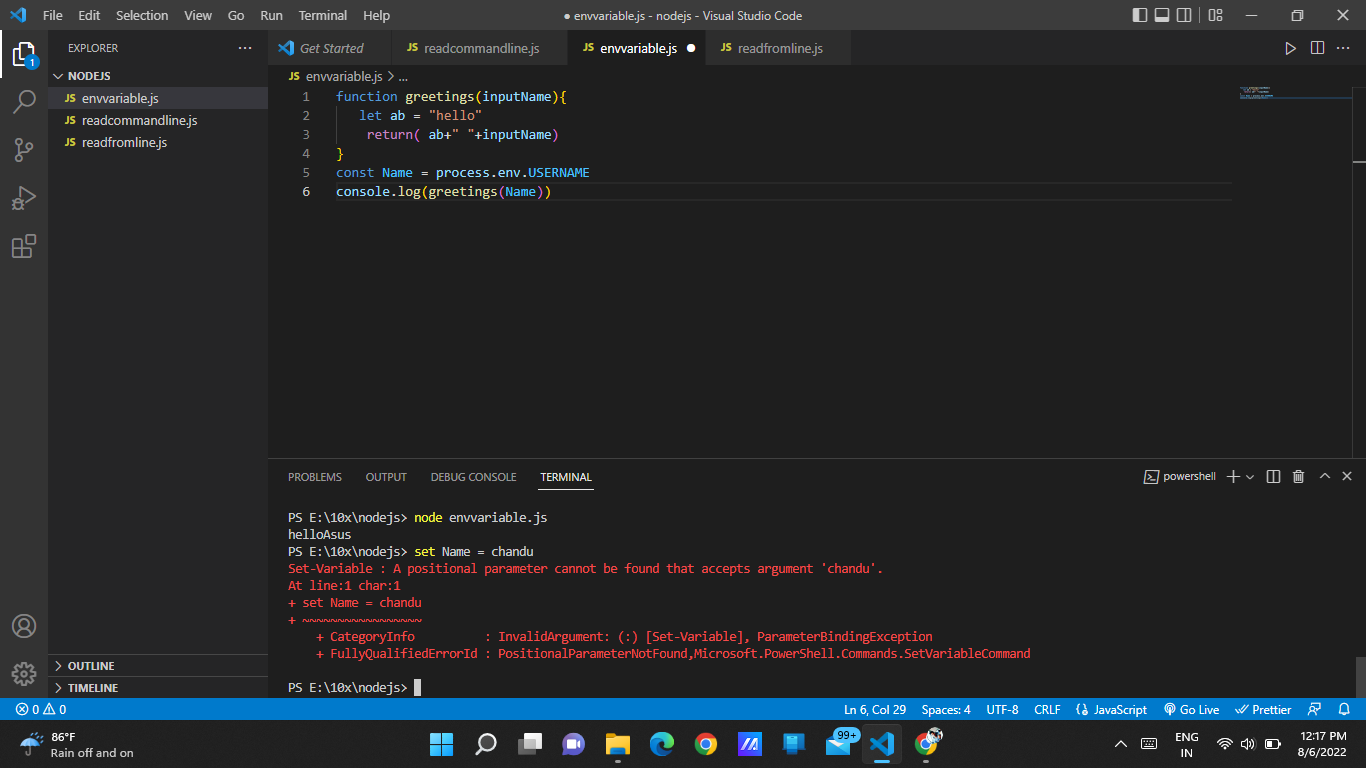 File Edit Selection View Go Run Terminal Help
● envvariable.js - nodejs - Visual Studio Code
EXPLORER ...
Get Started
JS readcommandline.js
JS envvariable.js ●
JS readfromline.js
1
NODEJS
JS envvariable.js
JS readcommandline.js
JS readfromline.js
JS envvariable.js > ...
1 function greetings(inputName){
2 let ab = "hello"
3 return( ab+" "+inputName)
4 }
5 const Name = process.env.USERNAME
6 console.log(greetings(Name))
PROBLEMS OUTPUT DEBUG CONSOLE TERMINAL
powershell
PS E:\10x\nodejs> node envvariable.js
helloAsus
PS E:\10x\nodejs> set Name = chandu
Set-Variable : A positional parameter cannot be found that accepts argument 'chandu'.
At line:1 char:1
+ set Name = chandu
+ ~~~~~~~~~~~~~~~~~
+ CategoryInfo : InvalidArgument: (:) [Set-Variable], ParameterBindingException
+ FullyQualifiedErrorId : PositionalParameterNotFound,Microsoft.PowerShell.Commands.SetVariableCommand
PS E:\10x\nodejs>
OUTLINE
TIMELINE
0 0
Ln 6, Col 29 Spaces: 4 UTF-8 CRLF {} JavaScript Go Live Prettier
86°F
Rain off and on
99+
ENG
IN
12:17 PM
8/6/2022